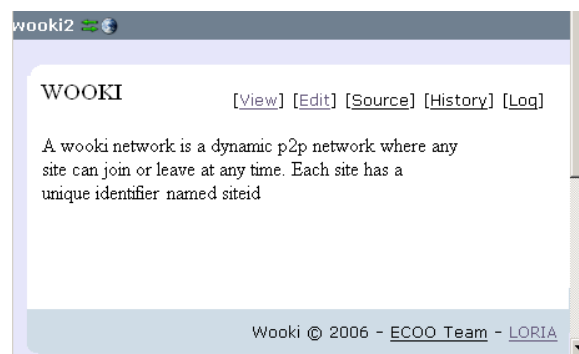 wooki2
WOOKI
[View] [Edit] [Source] [History] [Log]
A wooki network is a dynamic p2p network where any
site can join or leave at any time. Each site has a
unique identifier named siteid
Wooki © 2006 - ECOO Team - LORIA